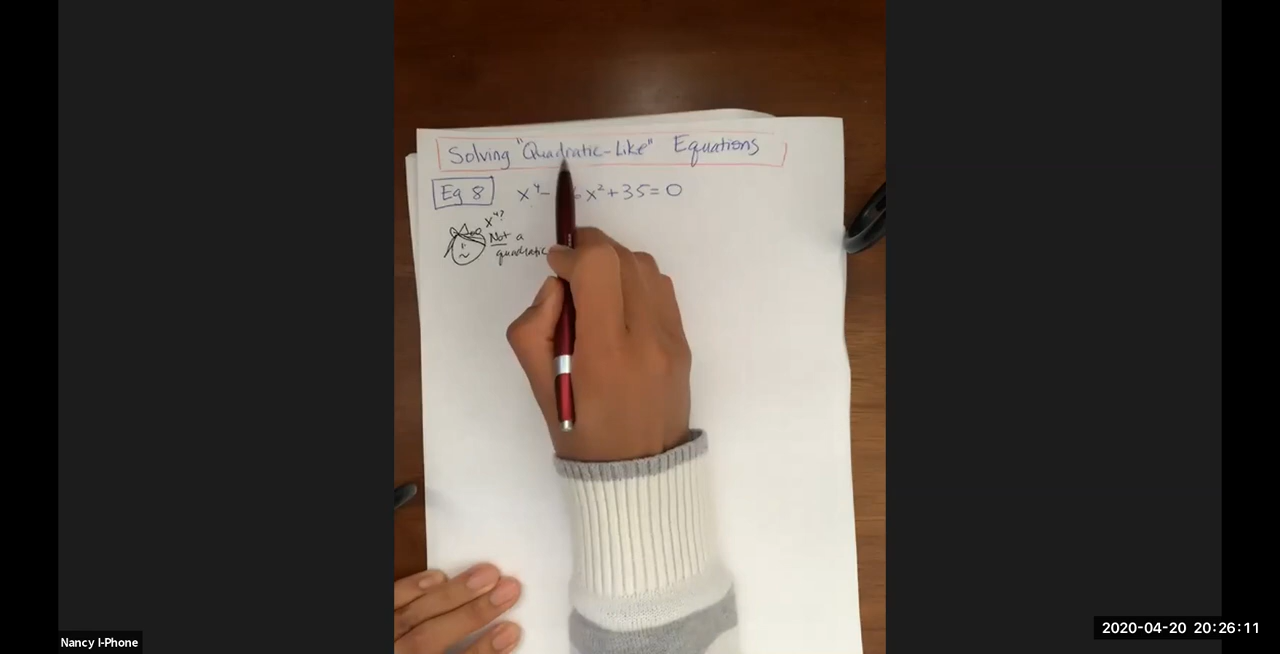 Solving "Quadratic-Like" Equations
Eg 8
x⁴- 6x²+35=0
x⁴?
Not a
quadratic
Nancy I-Phone
2020-04-20 20:26:11